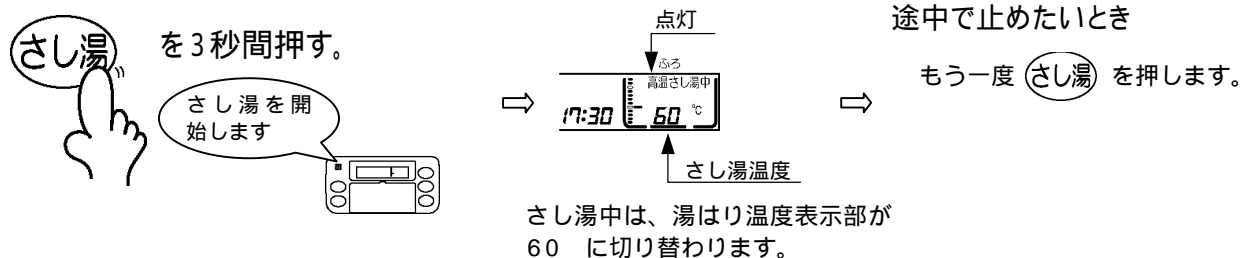 さし湯 を3秒間押す。
さし湯を開
始します
点灯
ふろ
高温さし湯中
17:30 60 ℃
さし湯温度
さし湯中は、湯はり温度表示部が
60 に切り替わります。
途中で止めたいとき
もう一度 さし湯 を押します。